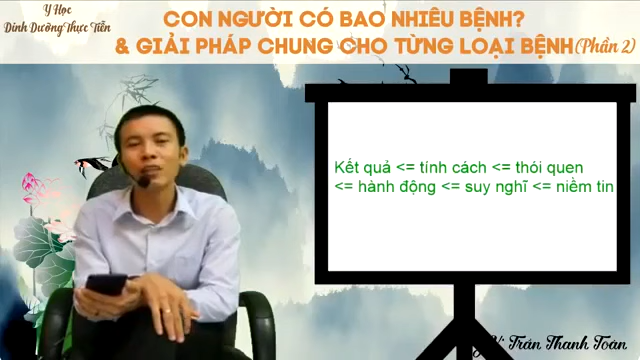 Y Học
Dinh Dưỡng Thực Tiễn
CON NGƯỜI CÓ BAO NHIÊU BỆNH?
& GIẢI PHÁP CHUNG CHO TỪNG LOẠI BỆNH(Phần 2)
Kết quả <= tính cách <= thói quen
<= hành động <= suy nghĩ <= niềm tin
Trần Thanh Toàn